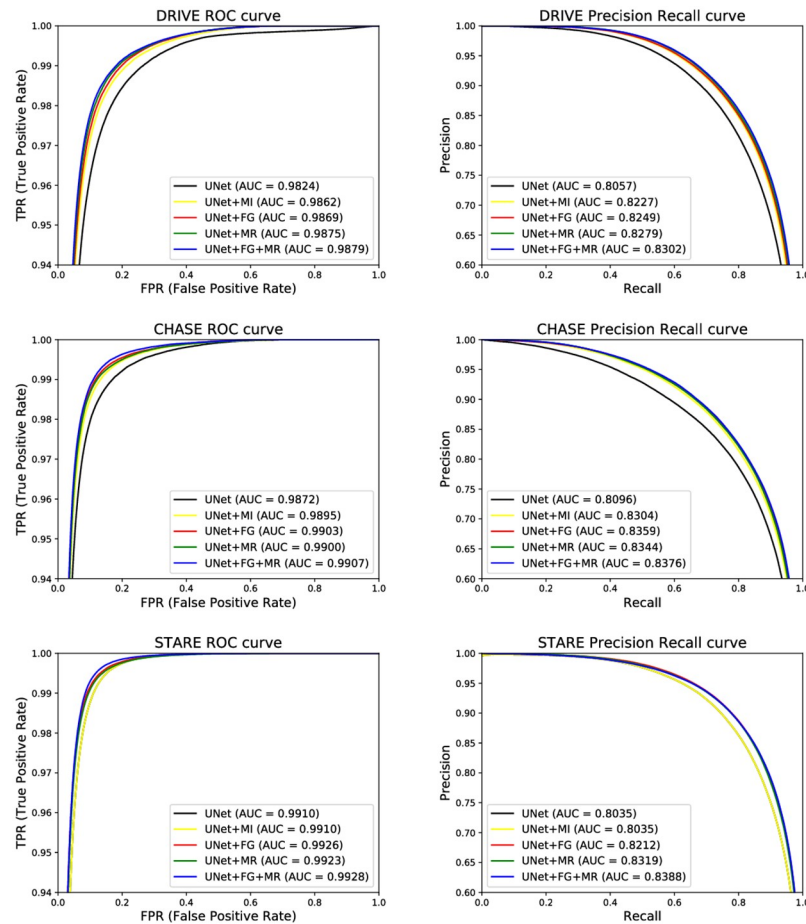 DRIVE ROC curve
1.00
0.99
0.98
0.97
0.96
0.95
0.94
TPR (True Positive Rate)
UNet (AUC = 0.9824)
UNet+MI (AUC = 0.9862)
UNet+FG (AUC = 0.9869)
UNet+MR (AUC = 0.9875)
UNet+FG+MR (AUC = 0.9879)
0.0 0.2 0.4 0.6 0.8 1.0
FPR (False Positive Rate)
DRIVE Precision Recall curve
1.00
0.95
0.90
0.85
0.80
0.75
0.70
0.65
0.60
Precision
UNet (AUC = 0.8057)
UNet+MI (AUC = 0.8227)
UNet+FG (AUC = 0.8249)
UNet+MR (AUC = 0.8279)
UNet+FG+MR (AUC = 0.8302)
0.0 0.2 0.4 0.6 0.8 1.0
Recall
CHASE ROC curve
1.00
0.99
0.98
0.97
0.96
0.95
0.94
TPR (True Positive Rate)
UNet (AUC = 0.9872)
UNet+MI (AUC = 0.9895)
UNet+FG (AUC = 0.9903)
UNet+MR (AUC = 0.9900)
UNet+FG+MR (AUC = 0.9907)
0.0 0.2 0.4 0.6 0.8 1.0
FPR (False Positive Rate)
CHASE Precision Recall curve
1.00
0.95
0.90
0.85
0.80
0.75
0.70
0.65
0.60
Precision
UNet (AUC = 0.8096)
UNet+MI (AUC = 0.8304)
UNet+FG (AUC = 0.8359)
UNet+MR (AUC = 0.8344)
UNet+FG+MR (AUC = 0.8376)
0.0 0.2 0.4 0.6 0.8 1.0
Recall
STARE ROC curve
1.00
0.99
0.98
0.97
0.96
0.95
0.94
TPR (True Positive Rate)
UNet (AUC = 0.9910)
UNet+MI (AUC = 0.9910)
UNet+FG (AUC = 0.9926)
UNet+MR (AUC = 0.9923)
UNet+FG+MR (AUC = 0.9928)
0.0 0.2 0.4 0.6 0.8 1.0
FPR (False Positive Rate)
STARE Precision Recall curve
1.00
0.95
0.90
0.85
0.80
0.75
0.70
0.65
0.60
Precision
UNet (AUC = 0.8035)
UNet+MI (AUC = 0.8035)
UNet+FG (AUC = 0.8212)
UNet+MR (AUC = 0.8319)
UNet+FG+MR (AUC = 0.8388)
0.0 0.2 0.4 0.6 0.8 1.0
Recall